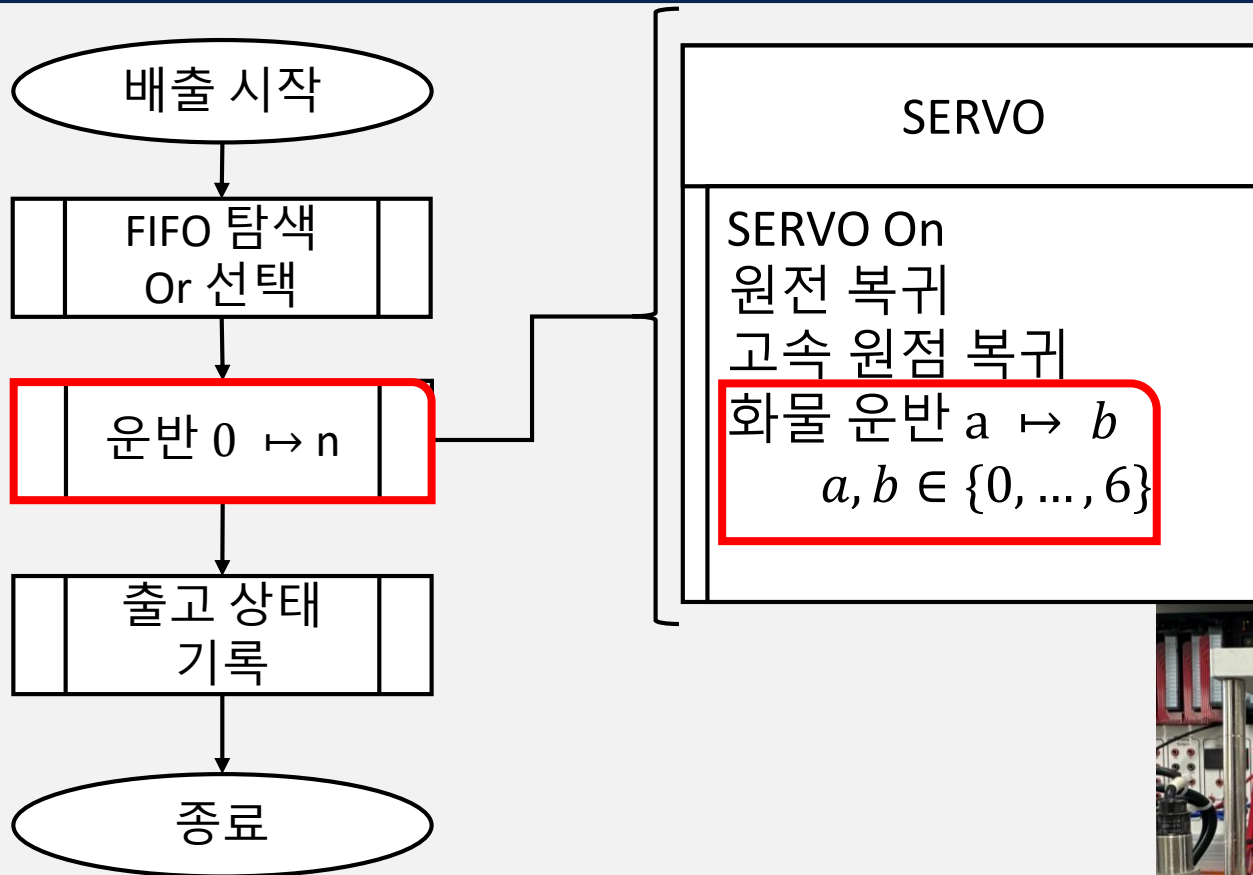 배출 시작
FIFO 탐색
Or 선택
운반 0 ↦ n
출고 상태
기록
종료
SERVO
SERVO On
원전 복귀
고속 원점 복귀
화물 운반 a ↦ b
a, b ∈ {0, … , 6}